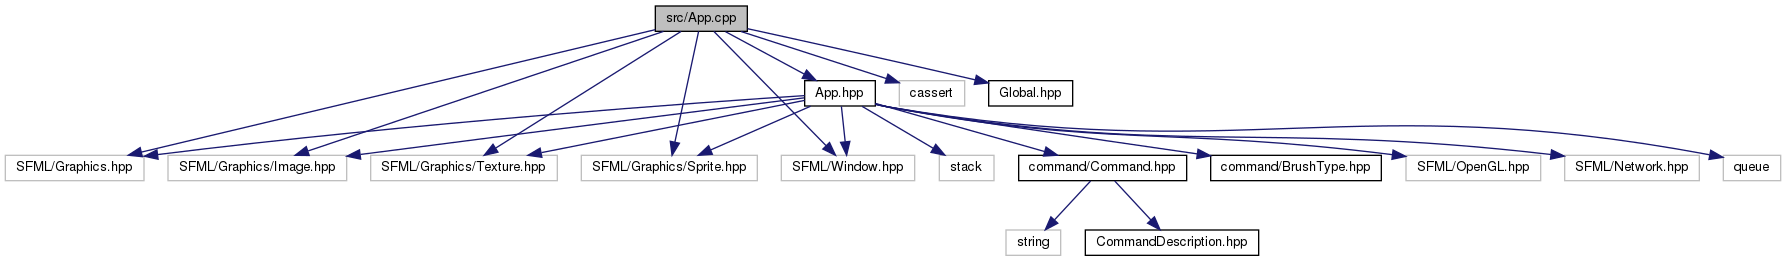 src/App.cpp
App.hpp
cassert
Global.hpp
SFML/Graphics.hpp
SFML/Graphics/Image.hpp
SFML/Graphics/Texture.hpp
SFML/Graphics/Sprite.hpp
SFML/Window.hpp
stack
command/Command.hpp
command/BrushType.hpp
SFML/OpenGL.hpp
SFML/Network.hpp
queue
string
CommandDescription.hpp